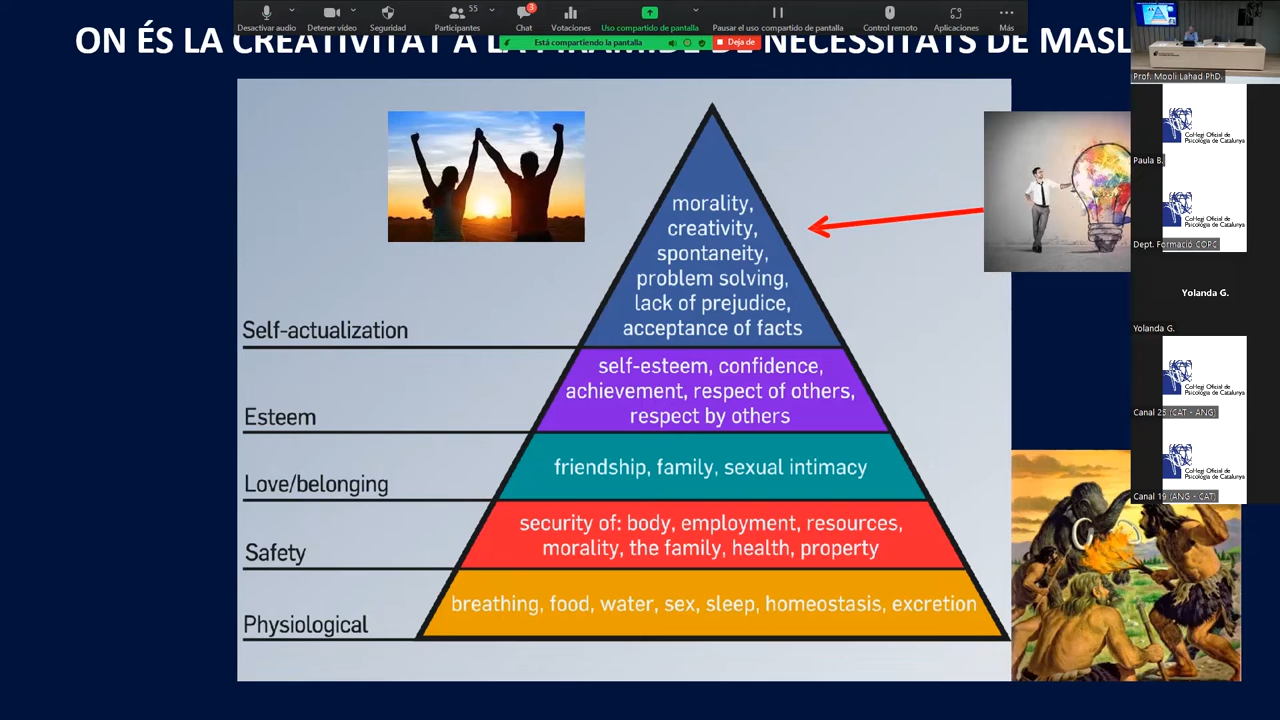 Desactivar audio
Detener vídeo
Seguridad
55
Participantes
3
Chat
Votaciones
Uso compartido de pantalla
Pausar el uso compartido de pantalla
Control remoto
Aplicaciones
Más
Está compartiendo la pantalla
Deja de
ON ÉS LA CREATIVITAT A LA PIRÀMIDE DE NECESSITATS DE MASL
morality,
creativity,
spontaneity,
problem solving,
lack of prejudice,
acceptance of facts
Self-actualization
self-esteem, confidence,
achievement, respect of others,
respect by others
Esteem
friendship, family, sexual intimacy
Love/belonging
security of: body, employment, resources,
morality, the family, health, property
Safety
breathing, food, water, sex, sleep, homeostasis, excretion
Physiological
Prof. Mooli Lahad PhD.
Col·legi Oficial de
Psicologia de Catalunya
Paula B.
Col·legi Oficial de
Psicologia de Catalunya
Dept. Formació COPC
Yolanda G.
Yolanda G.
Col·legi Oficial de
Psicologia de Catalunya
Canal 25 (CAT - ANG)
Col·legi Oficial de
Psicologia de Catalunya
Canal 19 (ANG - CAT)